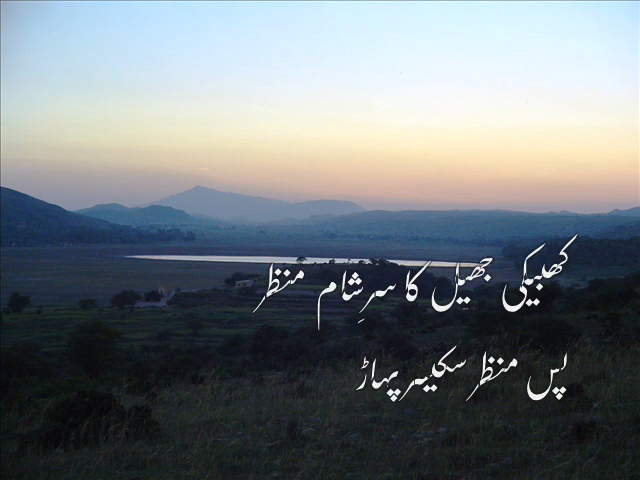 کھبیکی جھیل کا سرِشام منظر
پس منظر سکیسر پہاڑ